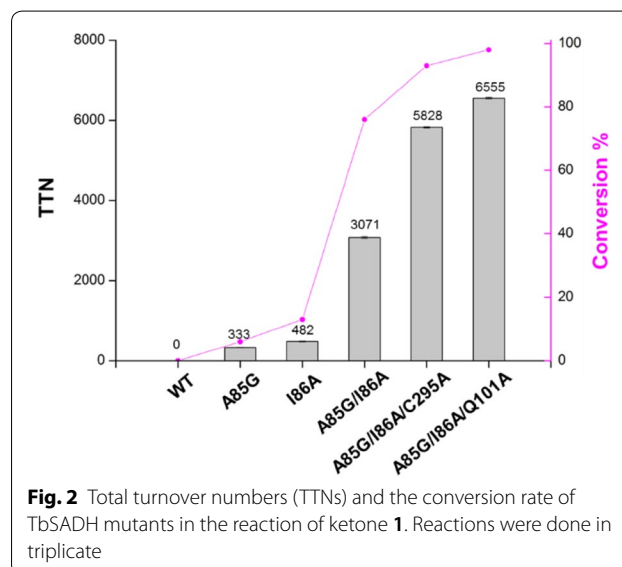 8000
6000
4000
2000
0
TTN
100
80
60
40
20
0
Conversion %
0
333
482
3071
5828
6555
WT
A85G
I86A
A85G/I86A
A85G/I86A/C295A
A85G/I86A/Q101A
Fig. 2 Total turnover numbers (TTNs) and the conversion rate of
TbSADH mutants in the reaction of ketone 1. Reactions were done in
triplicate